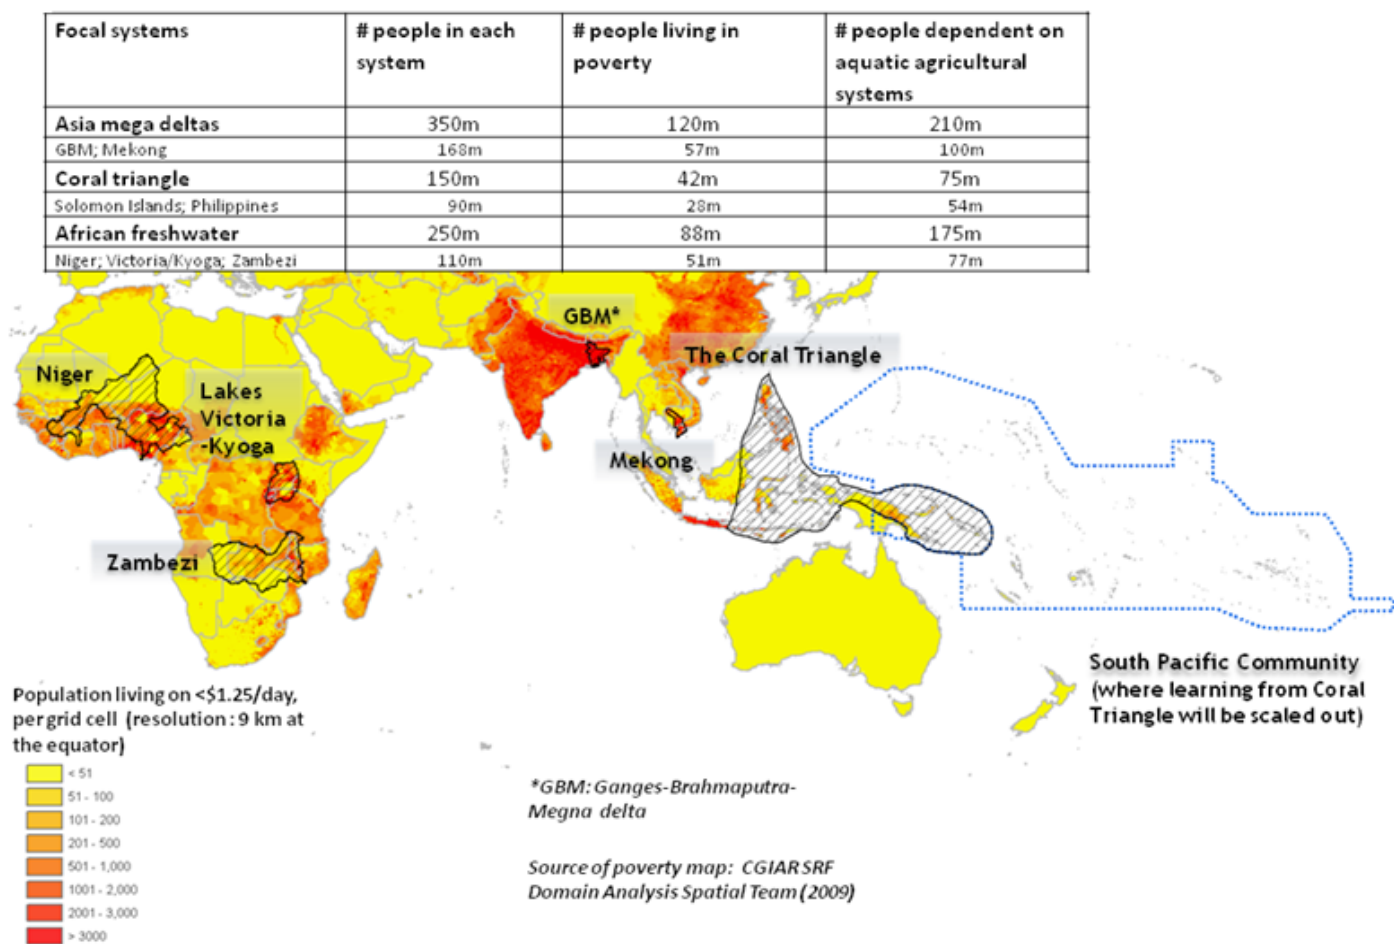 Focal systems
# people in each system
# people living in poverty
# people dependent on aquatic agricultural systems
Asia mega deltas 350m 120m 210m
GBM; Mekong 168m 57m 100m
Coral triangle 150m 42m 75m
Solomon Islands; Philippines 90m 28m 54m
African freshwater 250m 88m 175m
Niger; Victoria/Kyoga; Zambezi 110m 51m 77m
GBM*
The Coral Triangle
Niger
Lakes
Victoria
-Kyoga
Mekong
Zambezi
South Pacific Community
(where learning from Coral
Triangle will be scaled out)
Population living on <$1.25/day,
per grid cell (resolution : 9 km at
the equator)
< 51
51 - 100
101 - 200
201 - 500
501 - 1,000
1001 - 2,000
2001 - 3,000
> 3000
*GBM: Ganges-Brahmaputra-
Megna delta
Source of poverty map: CGIAR SRF
Domain Analysis Spatial Team (2009)